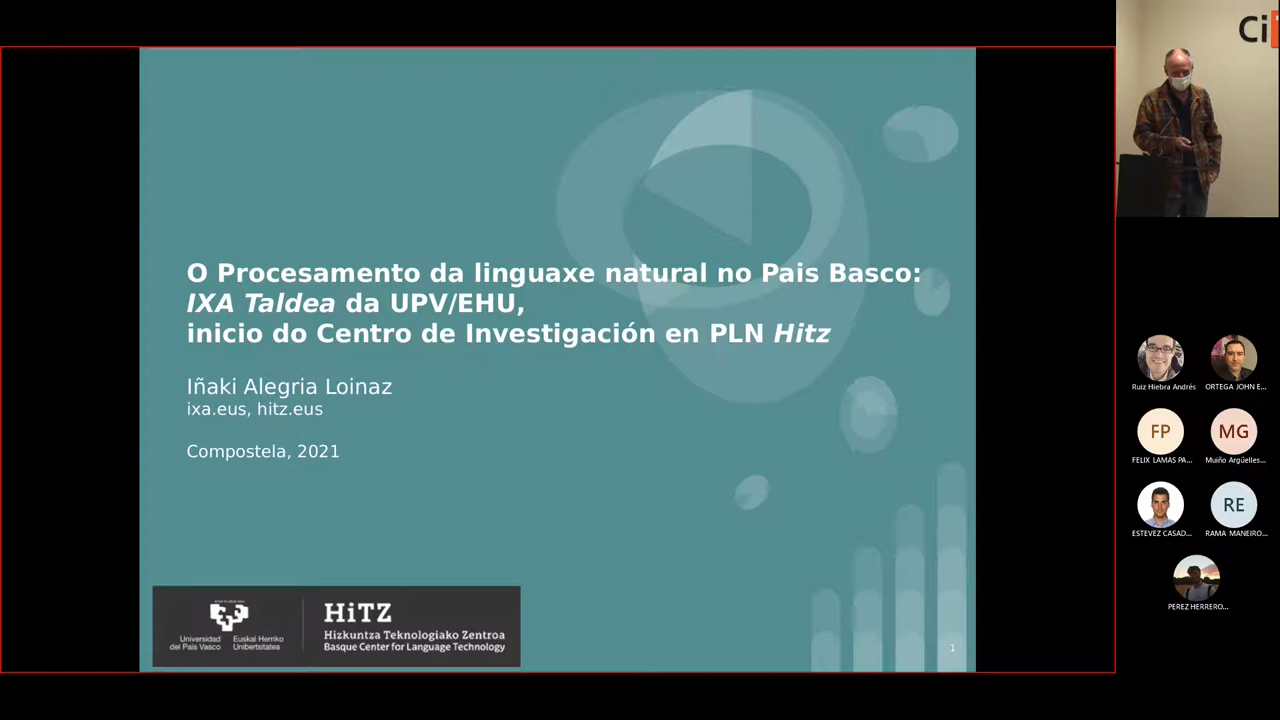 O Procesamento da linguaxe natural no Pais Basco:
IXA Taldea da UPV/EHU,
inicio do Centro de Investigación en PLN Hitz
Iñaki Alegria Loinaz
ixa.eus, hitz.eus
Compostela, 2021
Universidad
del País Vasco
Euskal Herriko
Unibertsitatea
HiTZ
Hizkuntza Teknologiako Zentroa
Basque Center for Language Technology
1
Ci
Ruiz Hiebra Andrés
ORTEGA JOHN E...
FP
MG
FELIX LAMAS PA...
Muiño Argüelles...
RE
ESTEVEZ CASAD...
RAMA MANEIRO...
PEREZ HERRERO...